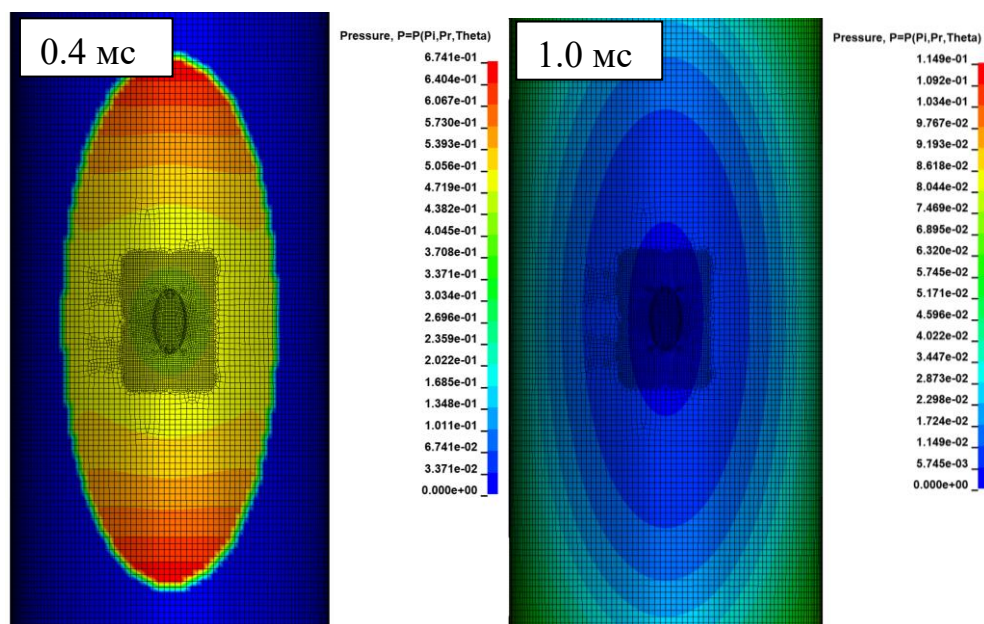 0.4 мс
Pressure, P=P(Pi,Pr,Theta)
6.741e-01
6.404e-01
6.067e-01
5.730e-01
5.393e-01
5.056e-01
4.719e-01
4.382e-01
4.045e-01
3.708e-01
3.371e-01
3.034e-01
2.696e-01
2.359e-01
2.022e-01
1.685e-01
1.348e-01
1.011e-01
6.741e-02
3.371e-02
0.000e+00
1.0 мс
Pressure, P=P(Pi,Pr,Theta)
1.149e-01
1.092e-01
1.034e-01
9.767e-02
9.193e-02
8.618e-02
8.044e-02
7.469e-02
6.895e-02
6.320e-02
5.745e-02
5.171e-02
4.596e-02
4.022e-02
3.447e-02
2.873e-02
2.298e-02
1.724e-02
1.149e-02
5.745e-03
0.000e+00